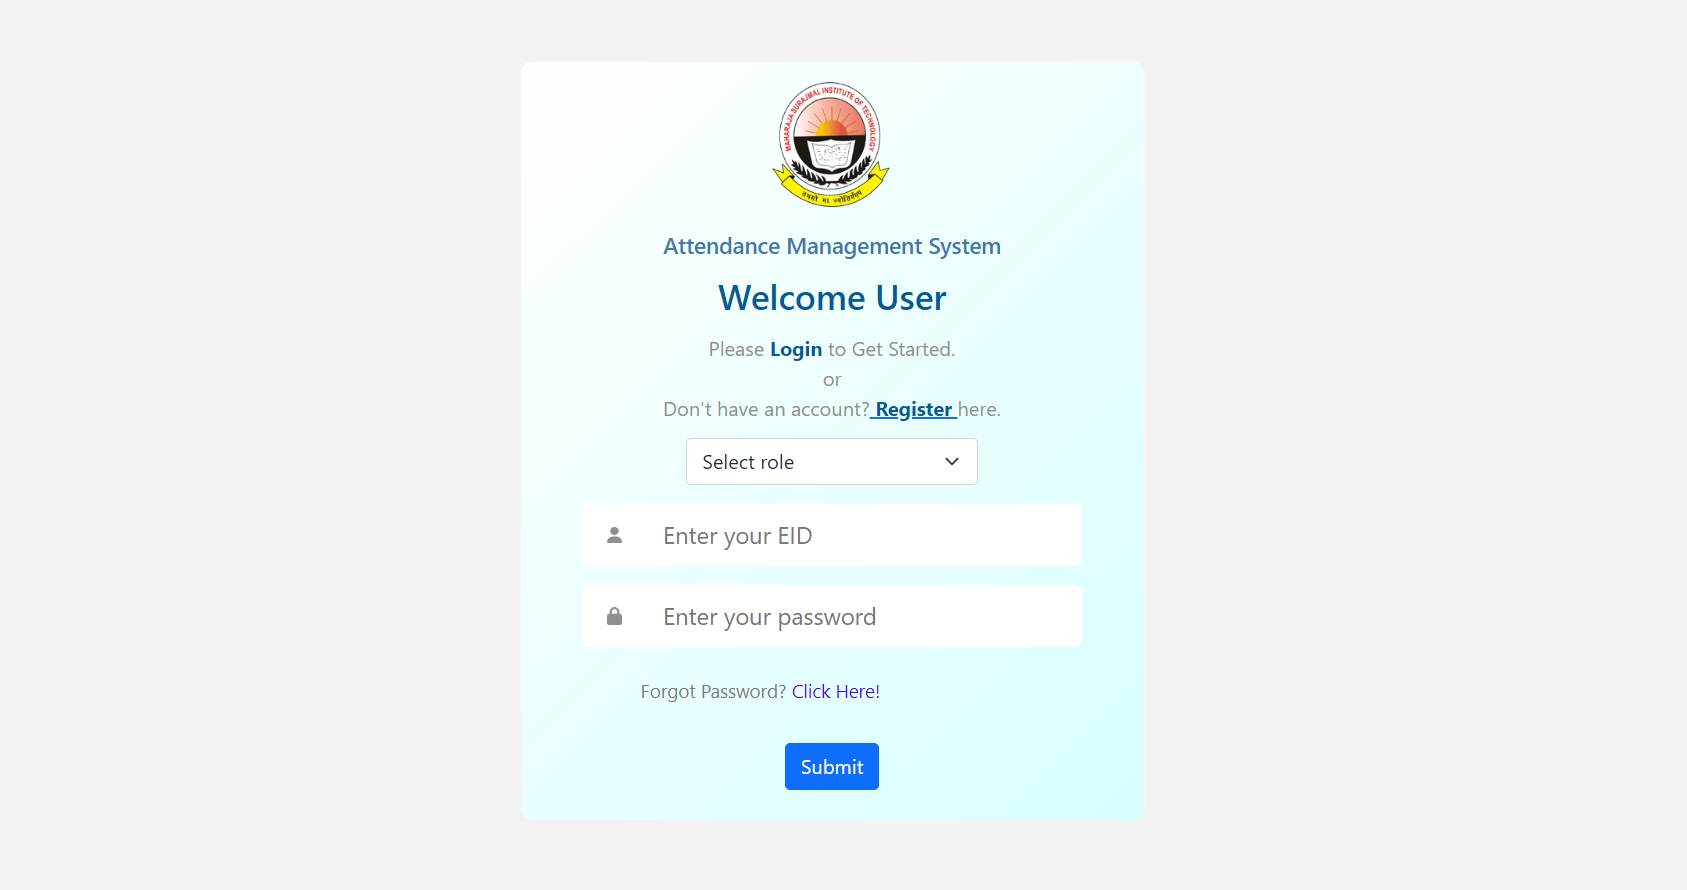 MAHARAJA SURAJMAL INSTITUTE OF TECHNOLOGY
तमसो मा ज्योतिर्गमय
Attendance Management System
Welcome User
Please Login to Get Started.
or
Don't have an account? Register here.
Select role
Enter your EID
Enter your password
Forgot Password? Click Here!
Submit